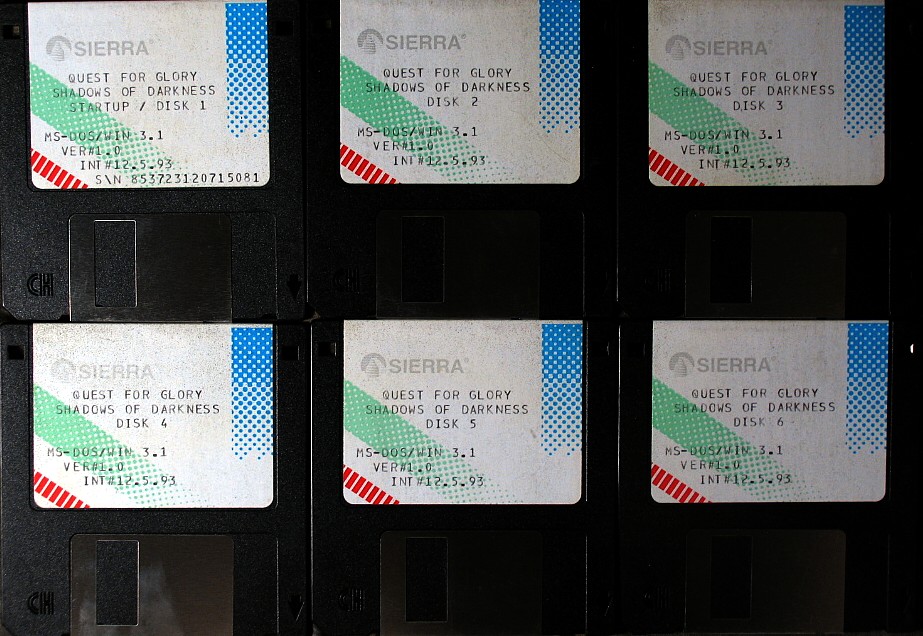 SIERRA®
QUEST FOR GLORY
SHADOWS OF DARKNESS
STARTUP / DISK 1
MS-DOS/WIN 3.1
VER#1.0
INT#12.5.93
S\N 853723120715081
SIERRA®
QUEST FOR GLORY
SHADOWS OF DARKNESS
DISK 2
MS-DOS/WIN 3.1
VER#1.0
INT#12.5.93
SIERRA®
QUEST FOR GLORY
SHADOWS OF DARKNESS
DISK 3
MS-DOS/WIN 3.1
VER#1.0
INT#12.5.93
CH
CH
CH
SIERRA®
QUEST FOR GLORY
SHADOWS OF DARKNESS
DISK 4
MS-DOS/WIN 3.1
VER#1.0
INT#12.5.93
SIERRA®
QUEST FOR GLORY
SHADOWS OF DARKNESS
DISK 5
MS-DOS/WIN 3.1
VER#1.0
INT#12.5.93
SIERRA®
QUEST FOR GLORY
SHADOWS OF DARKNESS
DISK 6
MS-DOS/WIN 3.1
VER#1.0
INT#12.5.93
CH
CH